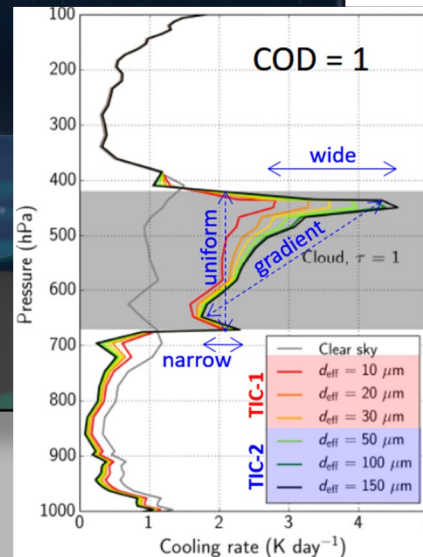 COD = 1
100
200
300
400
500
600
700
800
900
1000
Pressure (hPa)
wide
uniform
gradient
Cloud, τ = 1
narrow
Clear sky
TIC-1
d_eff = 10 μm
d_eff = 20 μm
d_eff = 30 μm
TIC-2
d_eff = 50 μm
d_eff = 100 μm
d_eff = 150 μm
0 1 2 3 4
Cooling rate (K day⁻¹)